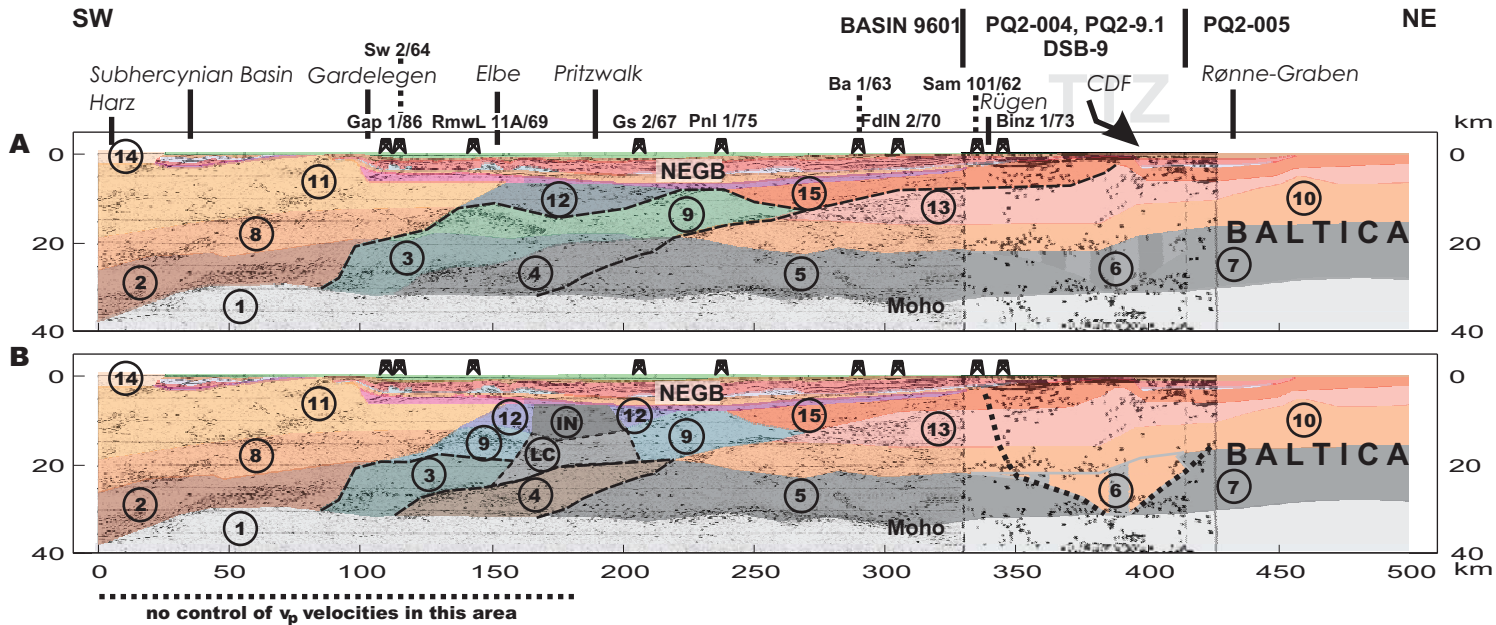 SW
BASIN 9601
PQ2-004, PQ2-9.1
DSB-9
PQ2-005
NE
Sw 2/64
Subhercynian Basin
Gardelegen
Elbe
Pritzwalk
Ba 1/63
Sam 101/62
TTZ
CDF
Rønne-Graben
Harz
Rügen
Gap 1/86
RmwL 11A/69
Gs 2/67
Pnl 1/75
FdlN 2/70
Binz 1/73
km
A
0
14
11
12
NEGB
9
15
13
10
0
8
3
4
5
6
7
BALTICA
20
20
2
1
Moho
40
40
B
0
14
11
12
IN
12
NEGB
9
9
15
13
10
0
8
LC
3
4
5
6
7
BALTICA
20
20
2
1
Moho
40
40
0 50 100 150 200 250 300 350 400 450 500
km
no control of vp velocities in this area